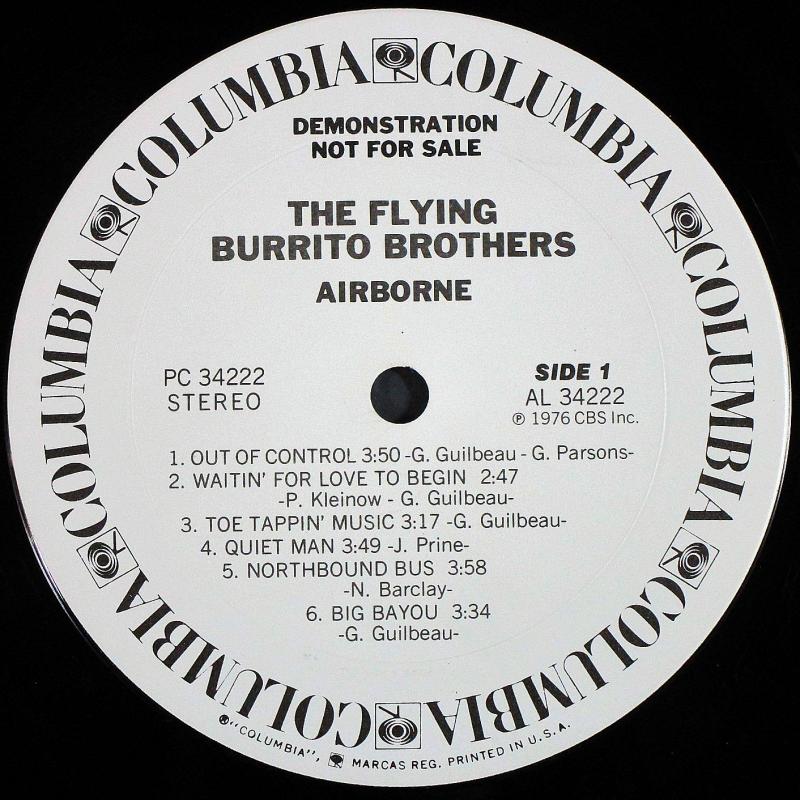 COLUMBIA COLUMBIA COLUMBIA COLUMBIA COLUMBIA COLUMBIA COLUMBIA COLUMBIA
DEMONSTRATION
NOT FOR SALE
THE FLYING
BURRITO BROTHERS
AIRBORNE
PC 34222
STEREO
SIDE 1
AL 34222
℗ 1976 CBS Inc.
1. OUT OF CONTROL 3:50 -G. Guilbeau - G. Parsons-
2. WAITIN' FOR LOVE TO BEGIN 2:47
-P. Kleinow - G. Guilbeau-
3. TOE TAPPIN' MUSIC 3:17 -G. Guilbeau-
4. QUIET MAN 3:49 -J. Prine-
5. NORTHBOUND BUS 3:58
-N. Barclay-
6. BIG BAYOU 3:34
-G. Guilbeau-
®"COLUMBIA", MARCAS REG. PRINTED IN U.S.A.